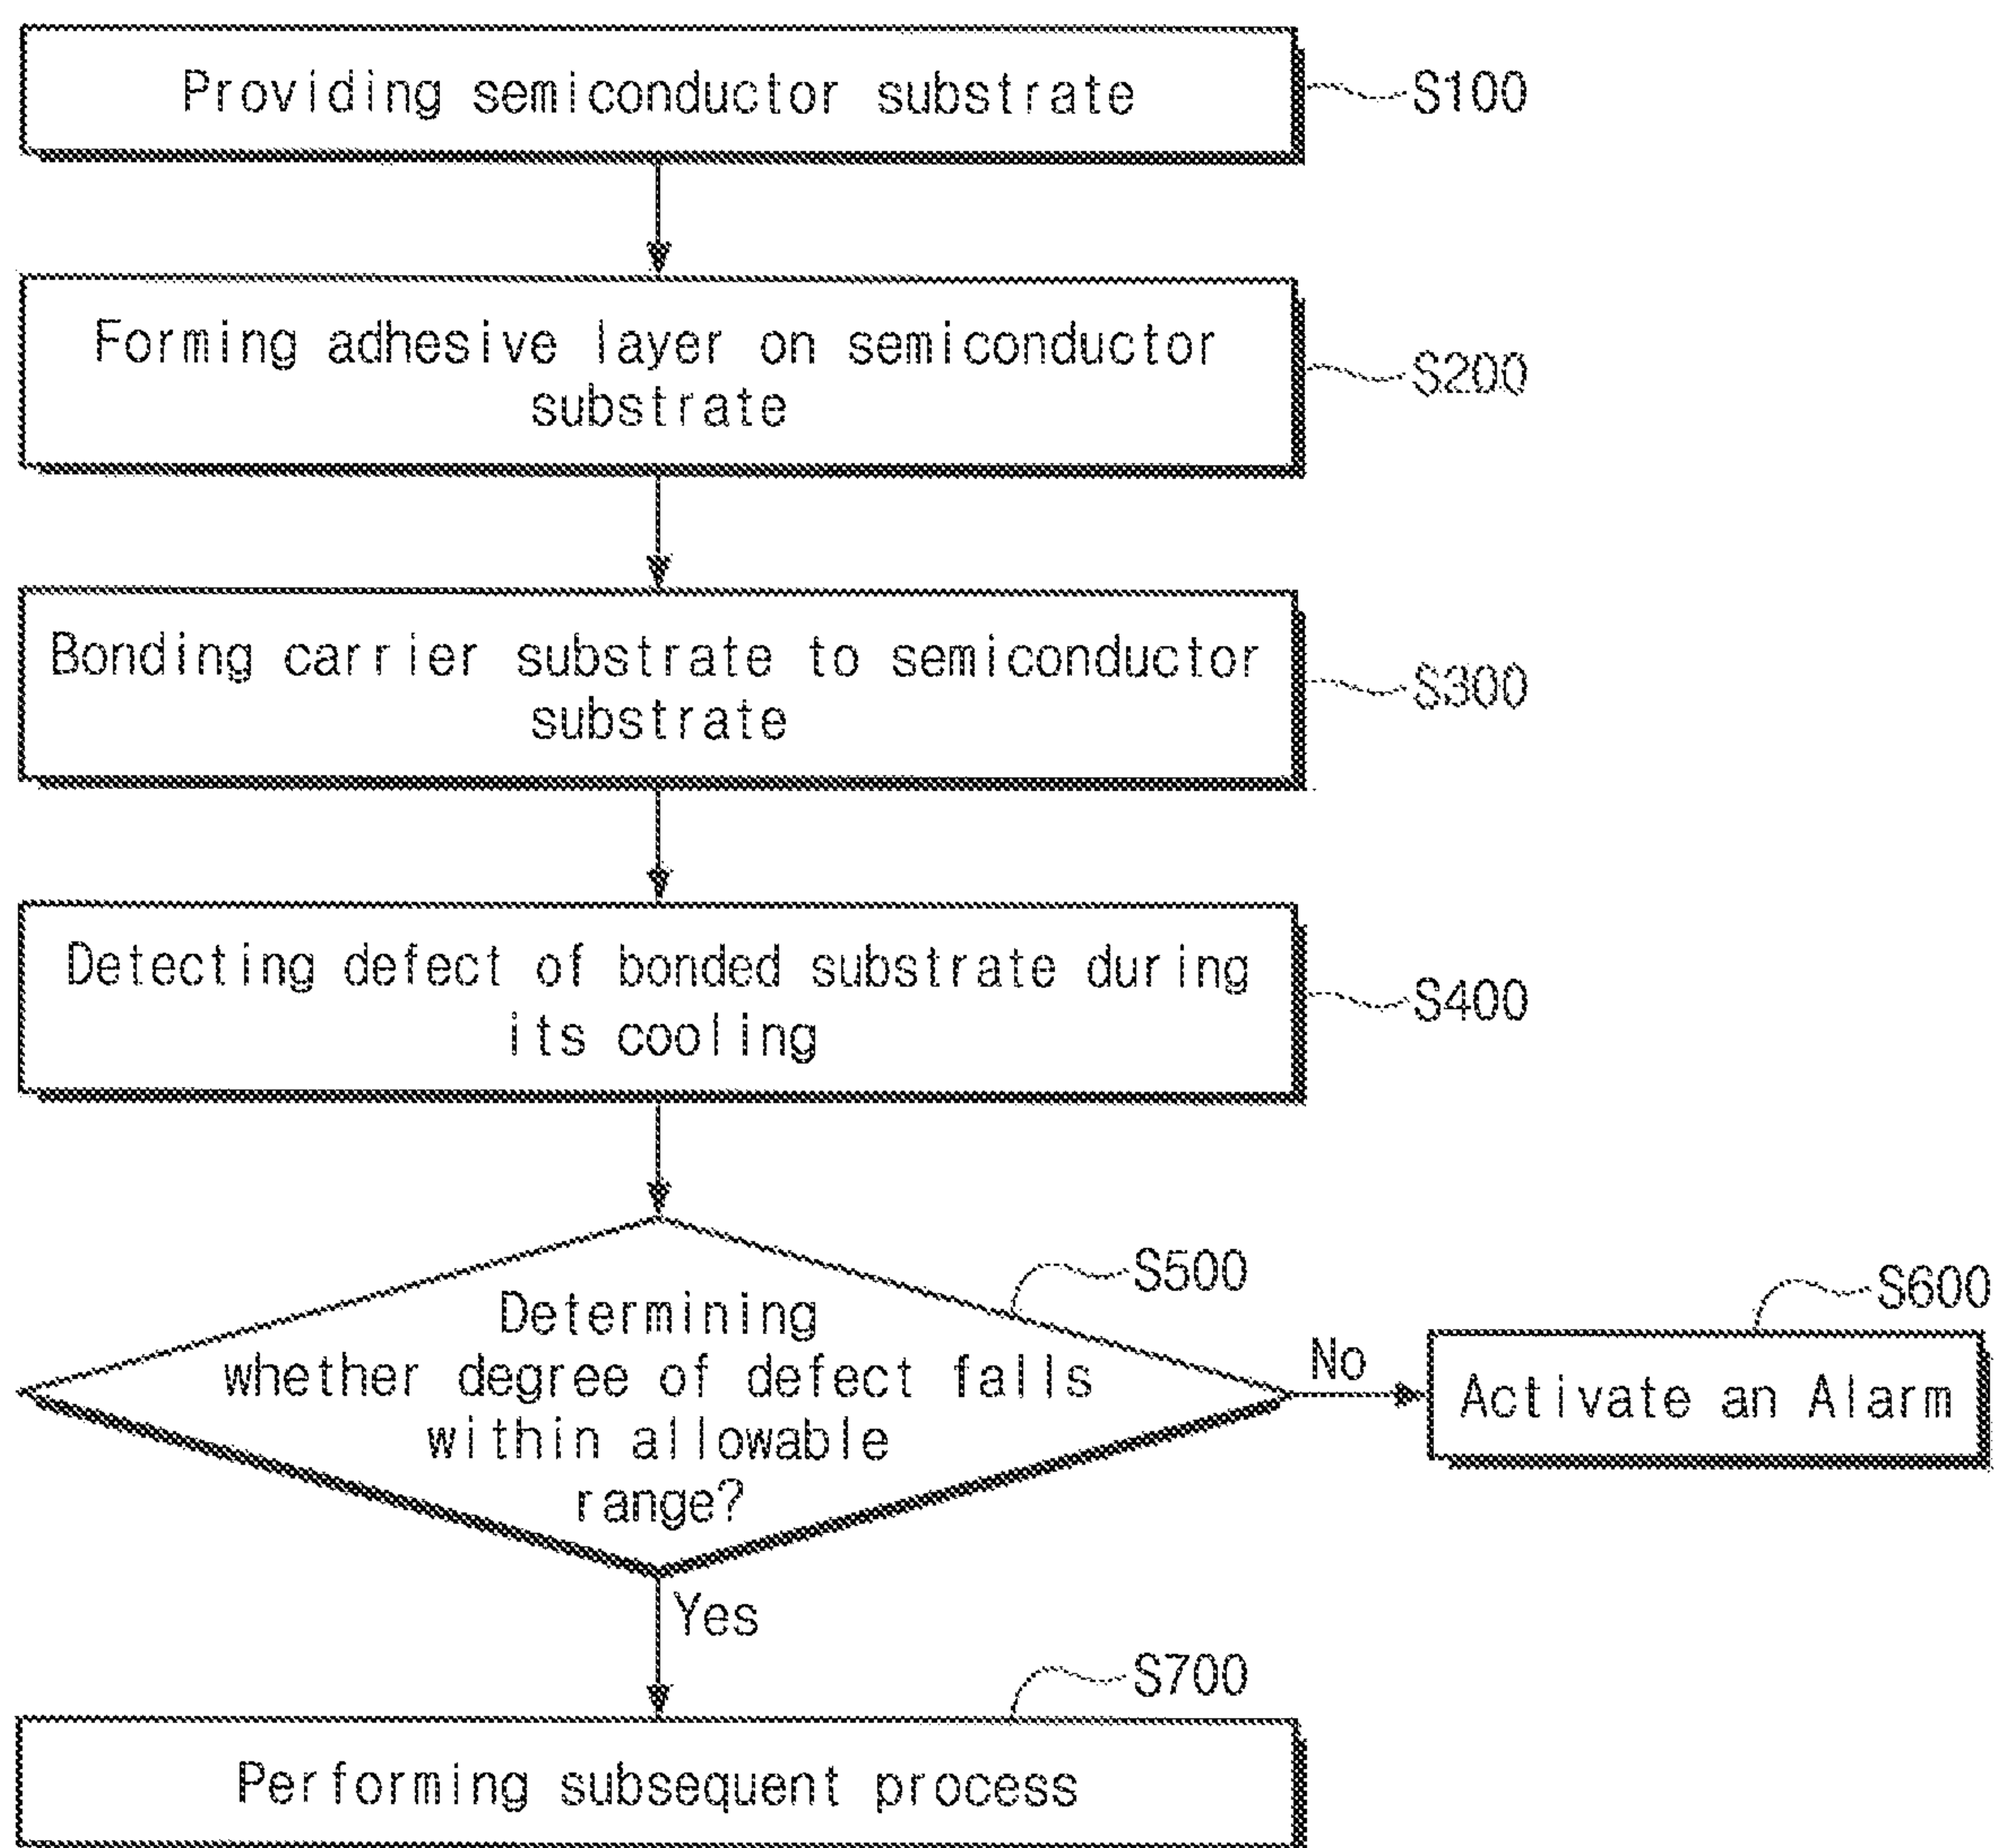 Providing semiconductor substrate
S100
Forming adhesive layer on semiconductor
substrate
S200
Bonding carrier substrate to semiconductor
substrate
S300
Detecting defect of bonded substrate during
its cooling
S400
S500
Determining
whether degree of defect falls
within allowable
range?
No
S600
Activate an Alarm
Yes
S700
Performing subsequent process